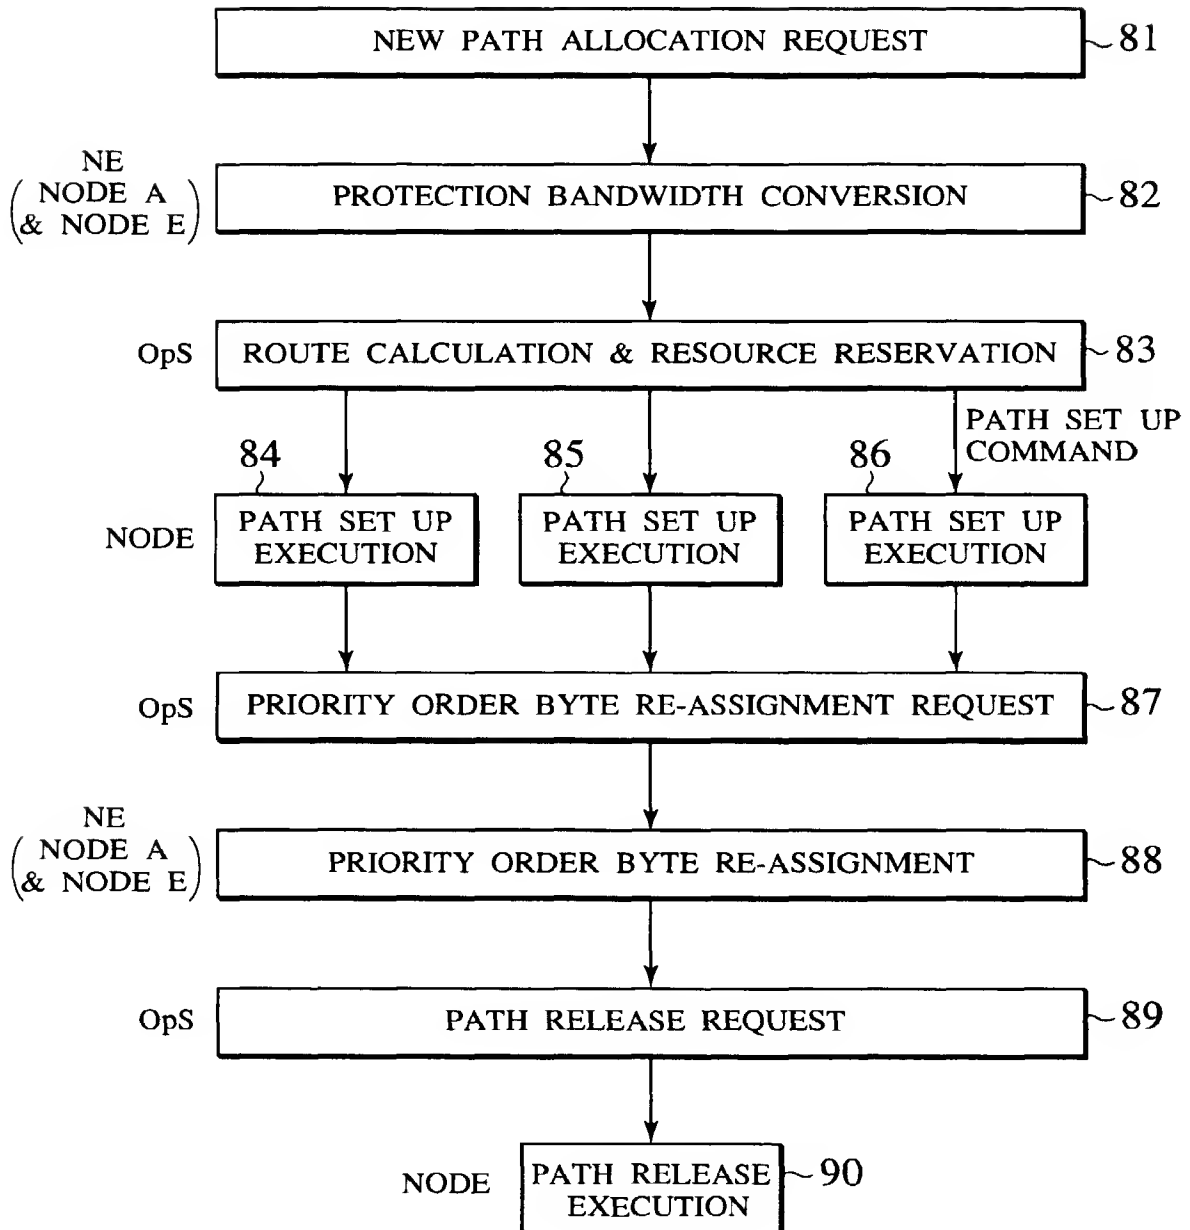 NEW PATH ALLOCATION REQUEST
81
NE
(NODE A
& NODE E)
PROTECTION BANDWIDTH CONVERSION
82
OpS
ROUTE CALCULATION & RESOURCE RESERVATION
83
PATH SET UP
COMMAND
84
85
86
NODE
PATH SET UP
EXECUTION
PATH SET UP
EXECUTION
PATH SET UP
EXECUTION
OpS
PRIORITY ORDER BYTE RE-ASSIGNMENT REQUEST
87
NE
(NODE A
& NODE E)
PRIORITY ORDER BYTE RE-ASSIGNMENT
88
OpS
PATH RELEASE REQUEST
89
NODE
PATH RELEASE
EXECUTION
90